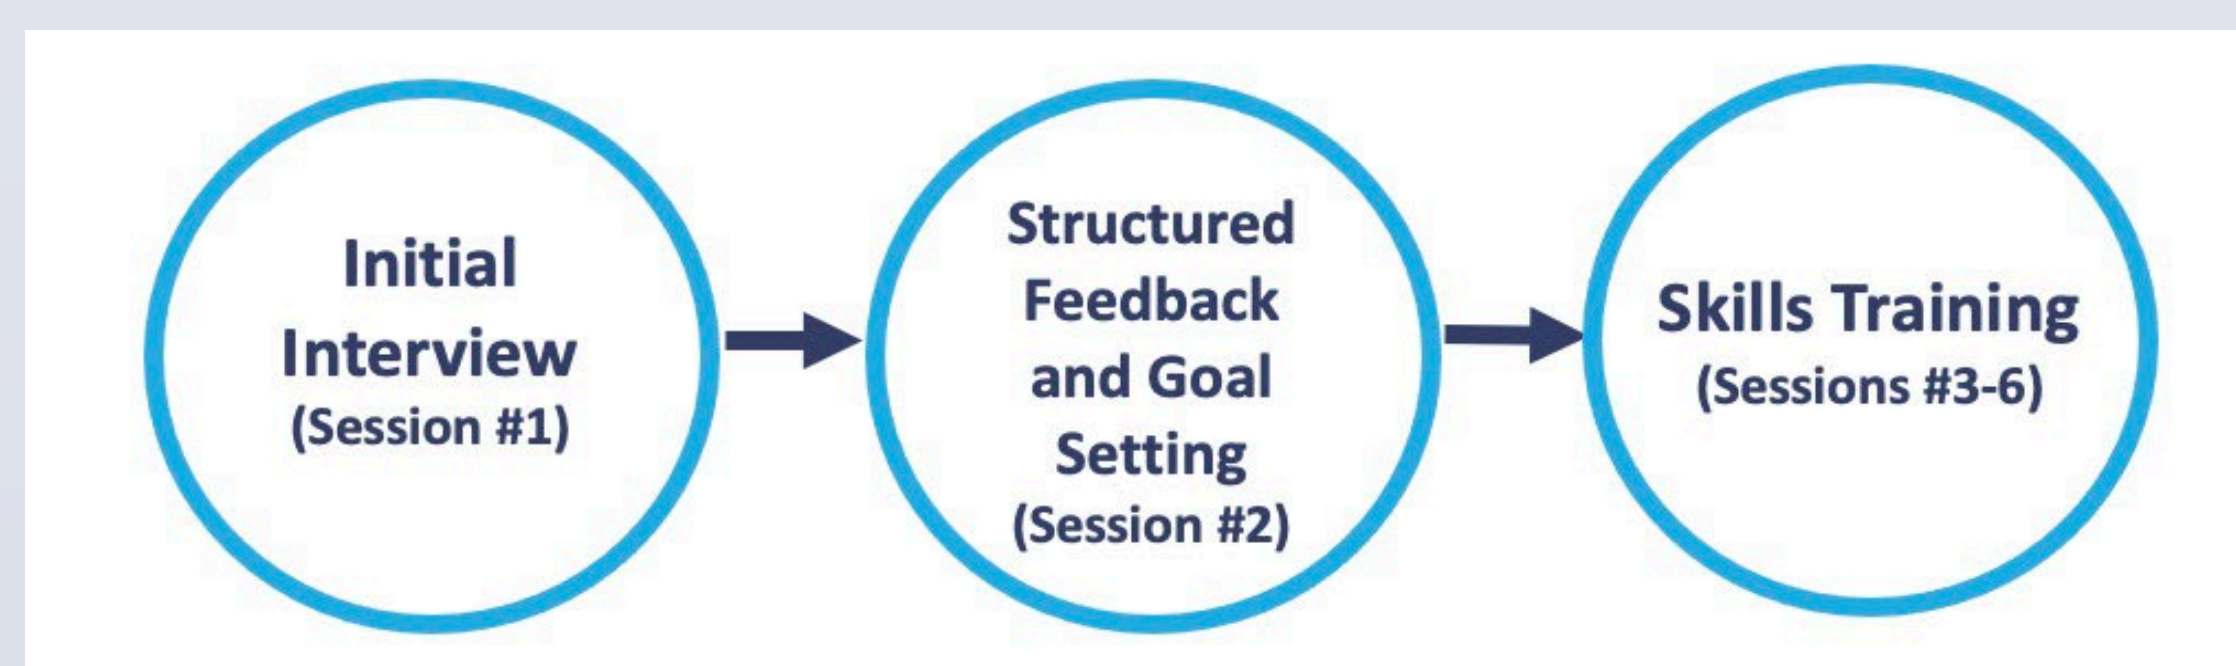 Initial
Interview
(Session #1)
Structured
Feedback
and Goal
Setting
(Session #2)
Skills Training
(Sessions #3-6)